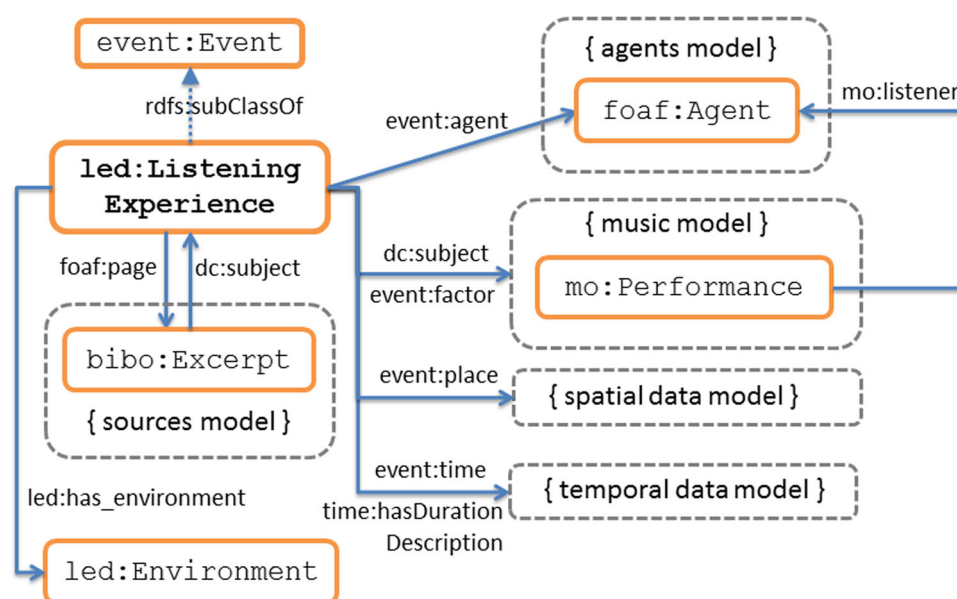 event:Event
rdfs:subClassOf
led:Listening
Experience
foaf:page
dc:subject
bibo:Excerpt
{ sources model }
led:has_environment
led:Environment
{ agents model }
foaf:Agent
event:agent
mo:listener
{ music model }
dc:subject
event:factor
mo:Performance
event:place
{ spatial data model }
event:time
time:hasDuration
Description
{ temporal data model }